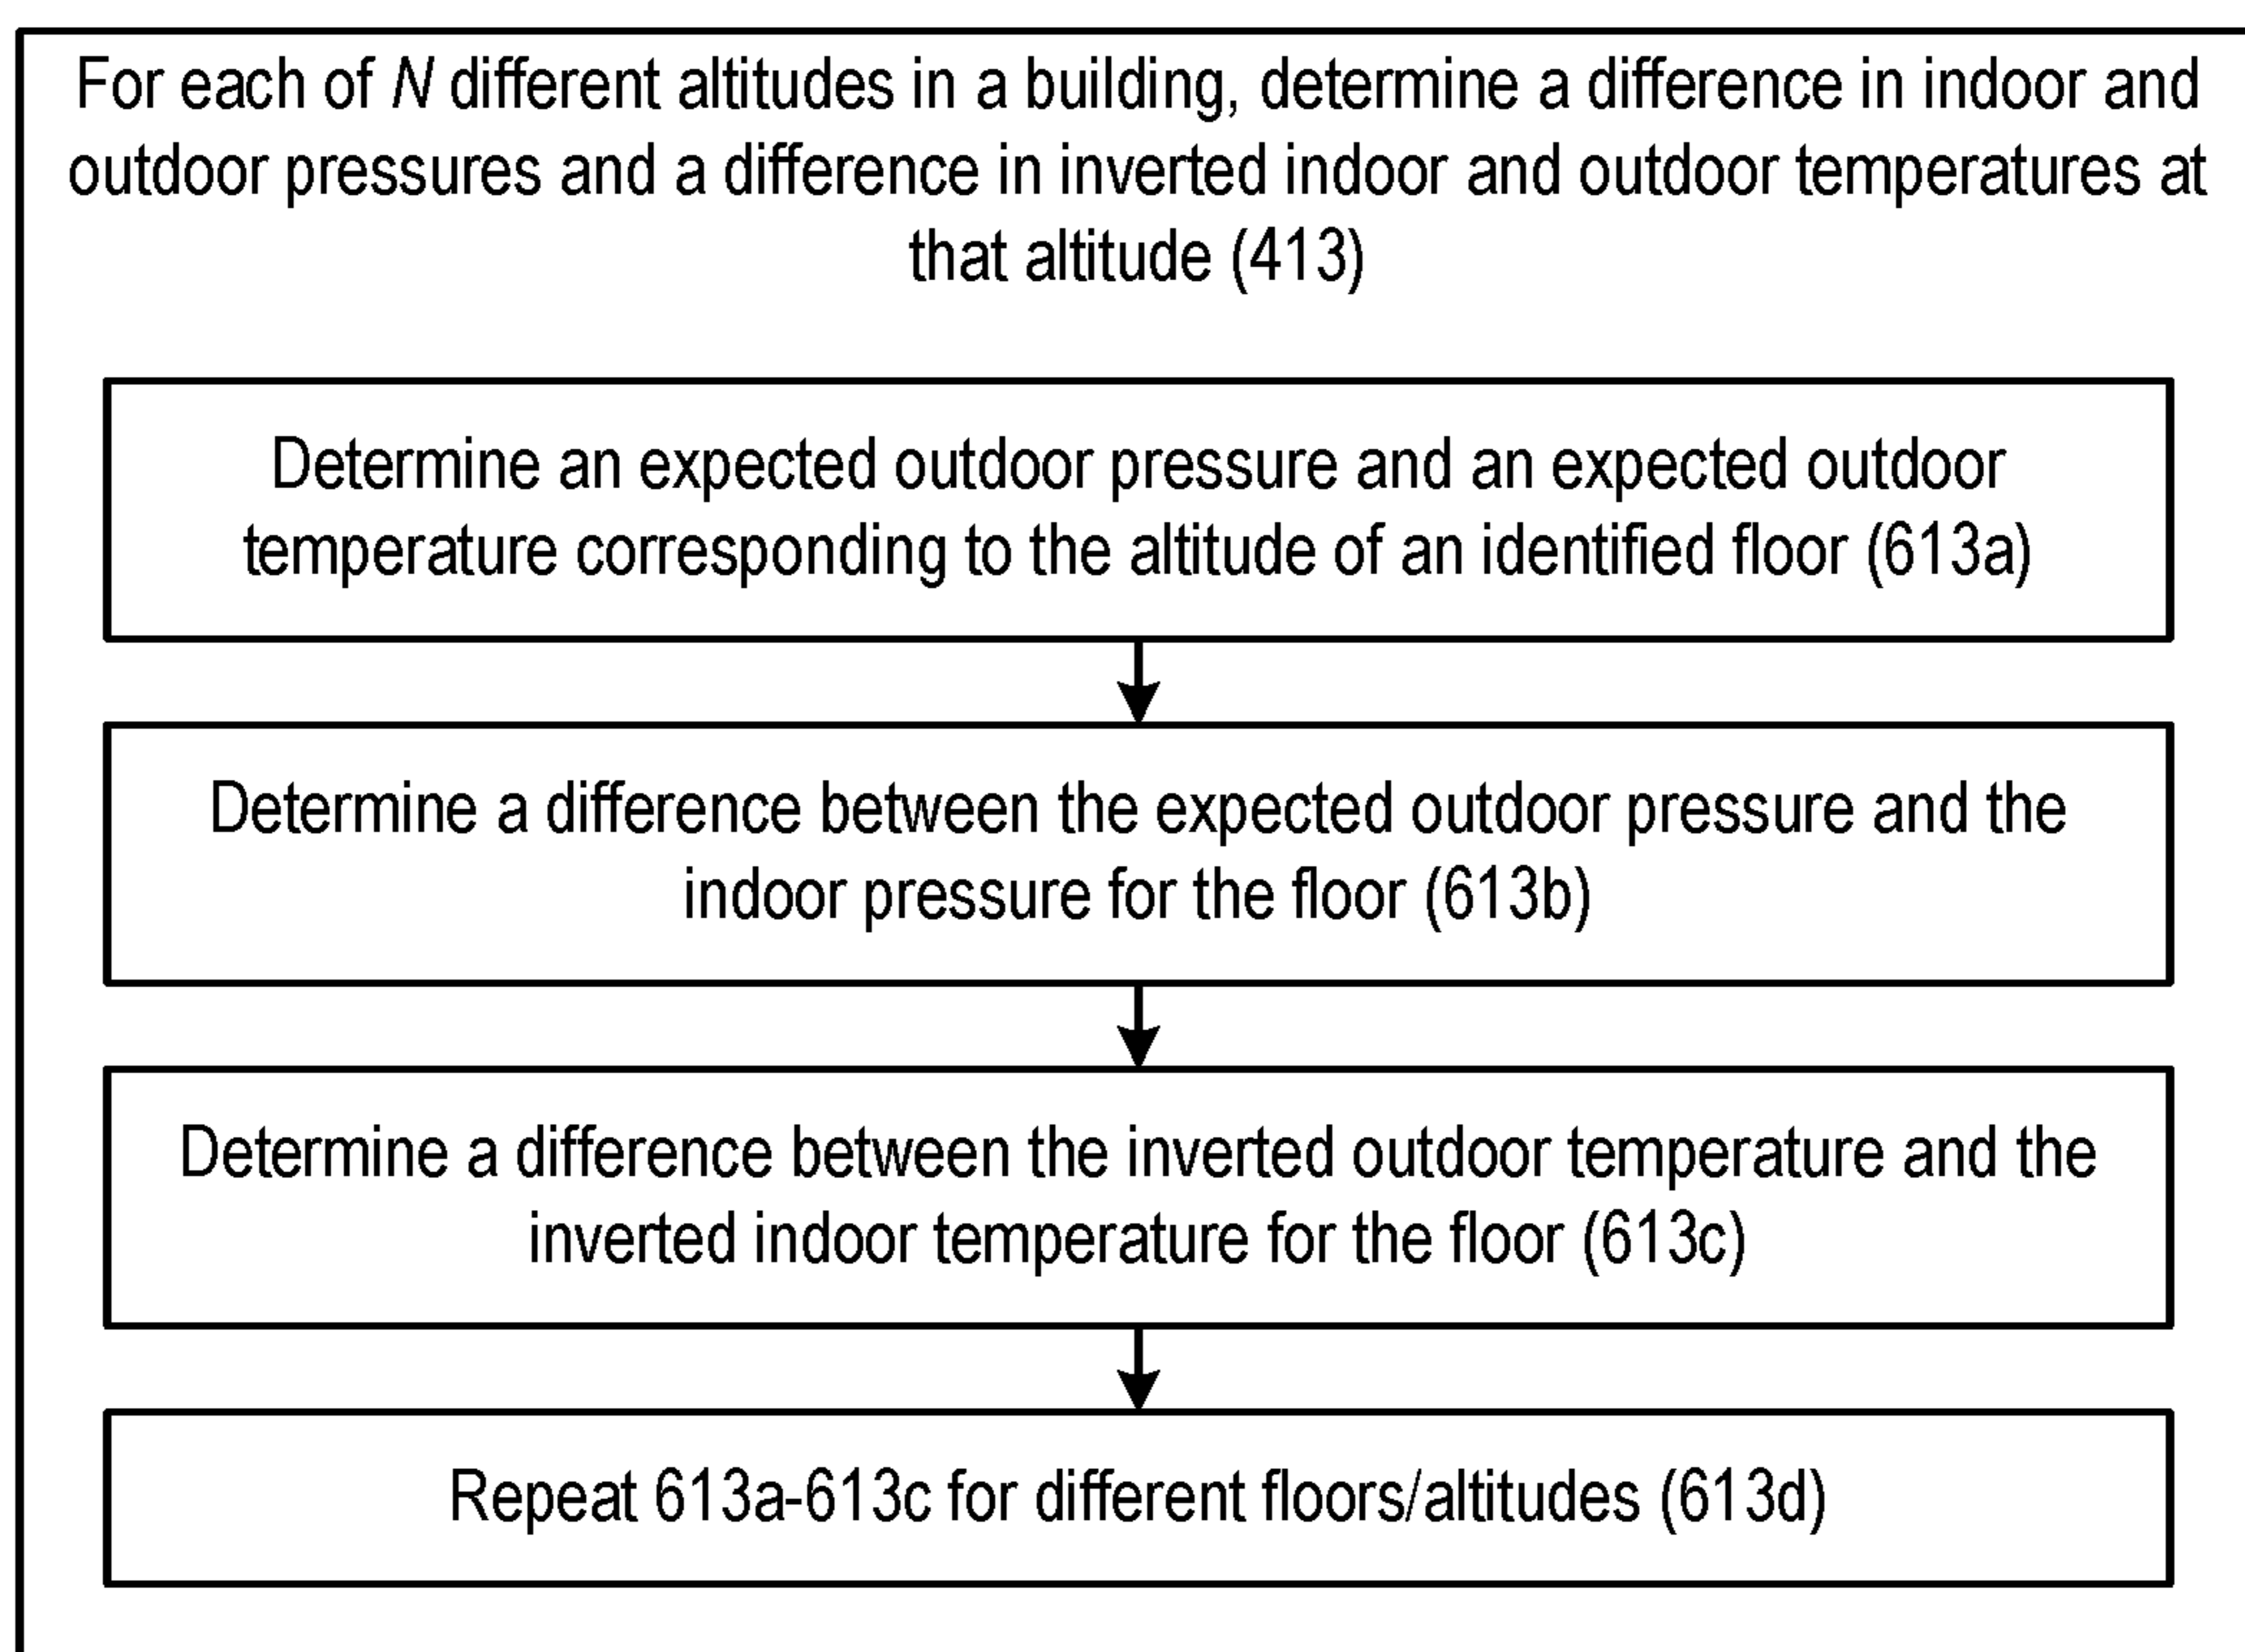 For each of N different altitudes in a building, determine a difference in indoor and
outdoor pressures and a difference in inverted indoor and outdoor temperatures at
that altitude (413)
Determine an expected outdoor pressure and an expected outdoor
temperature corresponding to the altitude of an identified floor (613a)
Determine a difference between the expected outdoor pressure and the
indoor pressure for the floor (613b)
Determine a difference between the inverted outdoor temperature and the
inverted indoor temperature for the floor (613c)
Repeat 613a-613c for different floors/altitudes (613d)